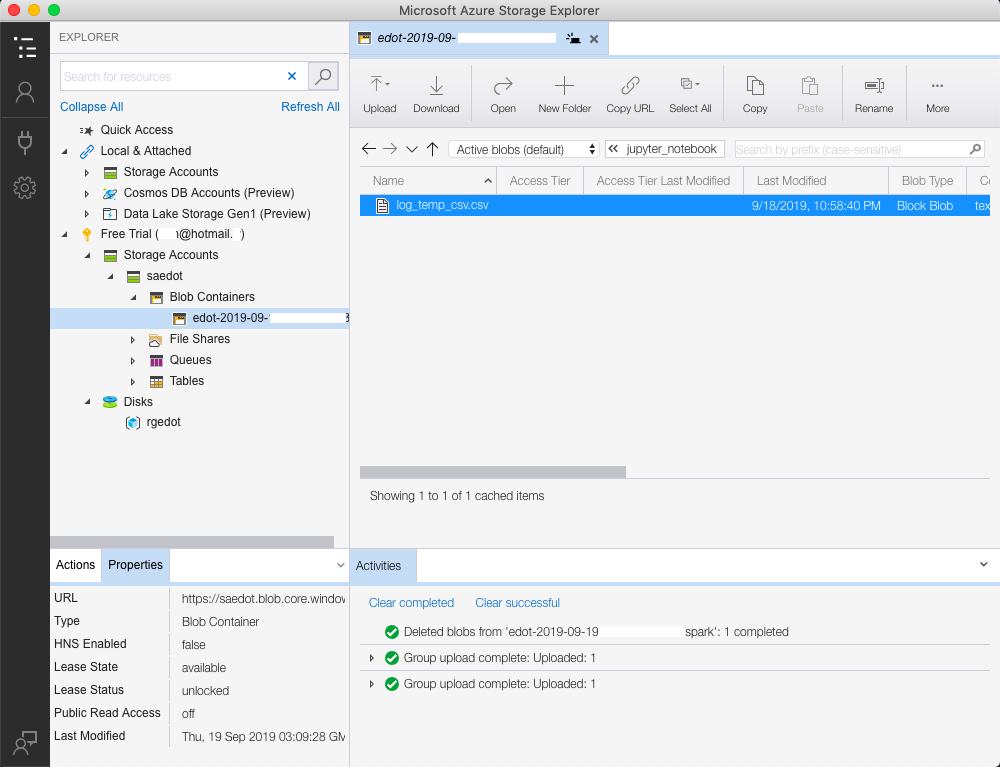 Microsoft Azure Storage Explorer
EXPLORER
Search for resources
Collapse All Refresh All
Quick Access
Local & Attached
Storage Accounts
Cosmos DB Accounts (Preview)
Data Lake Storage Gen1 (Preview)
Free Trial ( @hotmail. )
Storage Accounts
saedot
Blob Containers
edot-2019-09-
File Shares
Queues
Tables
Disks
rgedot
Actions Properties
URL https://saedot.blob.core.window
Type Blob Container
HNS Enabled false
Lease State available
Lease Status unlocked
Public Read Access off
Last Modified Thu, 19 Sep 2019 03:09:28 GM
edot-2019-09-
Upload Download Open New Folder Copy URL Select All Copy Paste Rename More
Active blobs (default) jupyter_notebook Search by prefix (case-sensitive)
Name Access Tier Access Tier Last Modified Last Modified Blob Type Co
log_temp_csv.csv 9/18/2019, 10:58:40 PM Block Blob tex
Showing 1 to 1 of 1 cached items
Activities
Clear completed Clear successful
Deleted blobs from 'edot-2019-09-19 spark': 1 completed
Group upload complete: Uploaded: 1
Group upload complete: Uploaded: 1